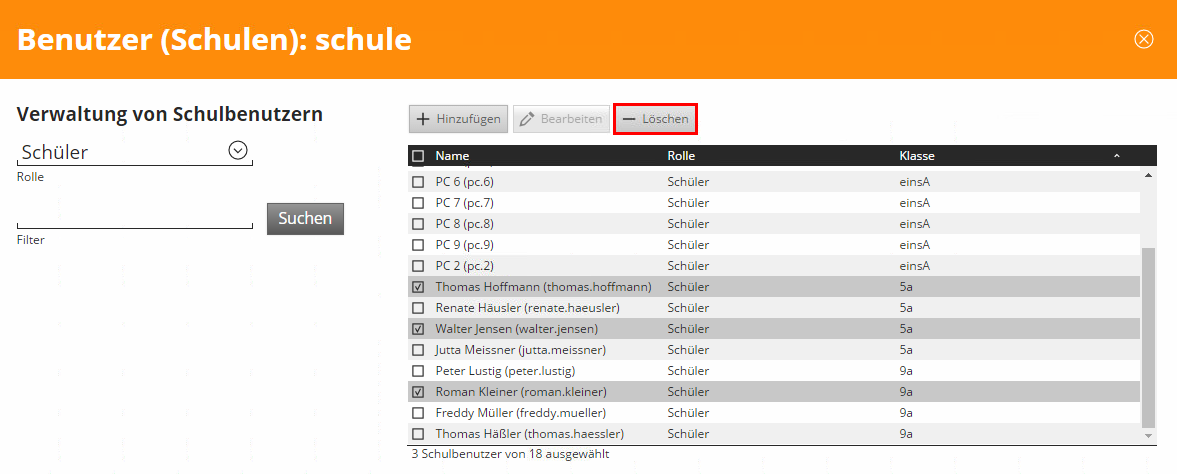 Benutzer (Schulen): schule
Verwaltung von Schulbenutzern
Schüler
Rolle
Suchen
Filter
Hinzufügen Bearbeiten Löschen
Name Rolle Klasse
PC 6 (pc.6) Schüler einsA
PC 7 (pc.7) Schüler einsA
PC 8 (pc.8) Schüler einsA
PC 9 (pc.9) Schüler einsA
PC 2 (pc.2) Schüler einsA
Thomas Hoffmann (thomas.hoffmann) Schüler 5a
Renate Häusler (renate.haeusler) Schüler 5a
Walter Jensen (walter.jensen) Schüler 5a
Jutta Meissner (jutta.meissner) Schüler 5a
Peter Lustig (peter.lustig) Schüler 9a
Roman Kleiner (roman.kleiner) Schüler 9a
Freddy Müller (freddy.mueller) Schüler 9a
Thomas Häßler (thomas.haessler) Schüler 9a
3 Schulbenutzer von 18 ausgewählt